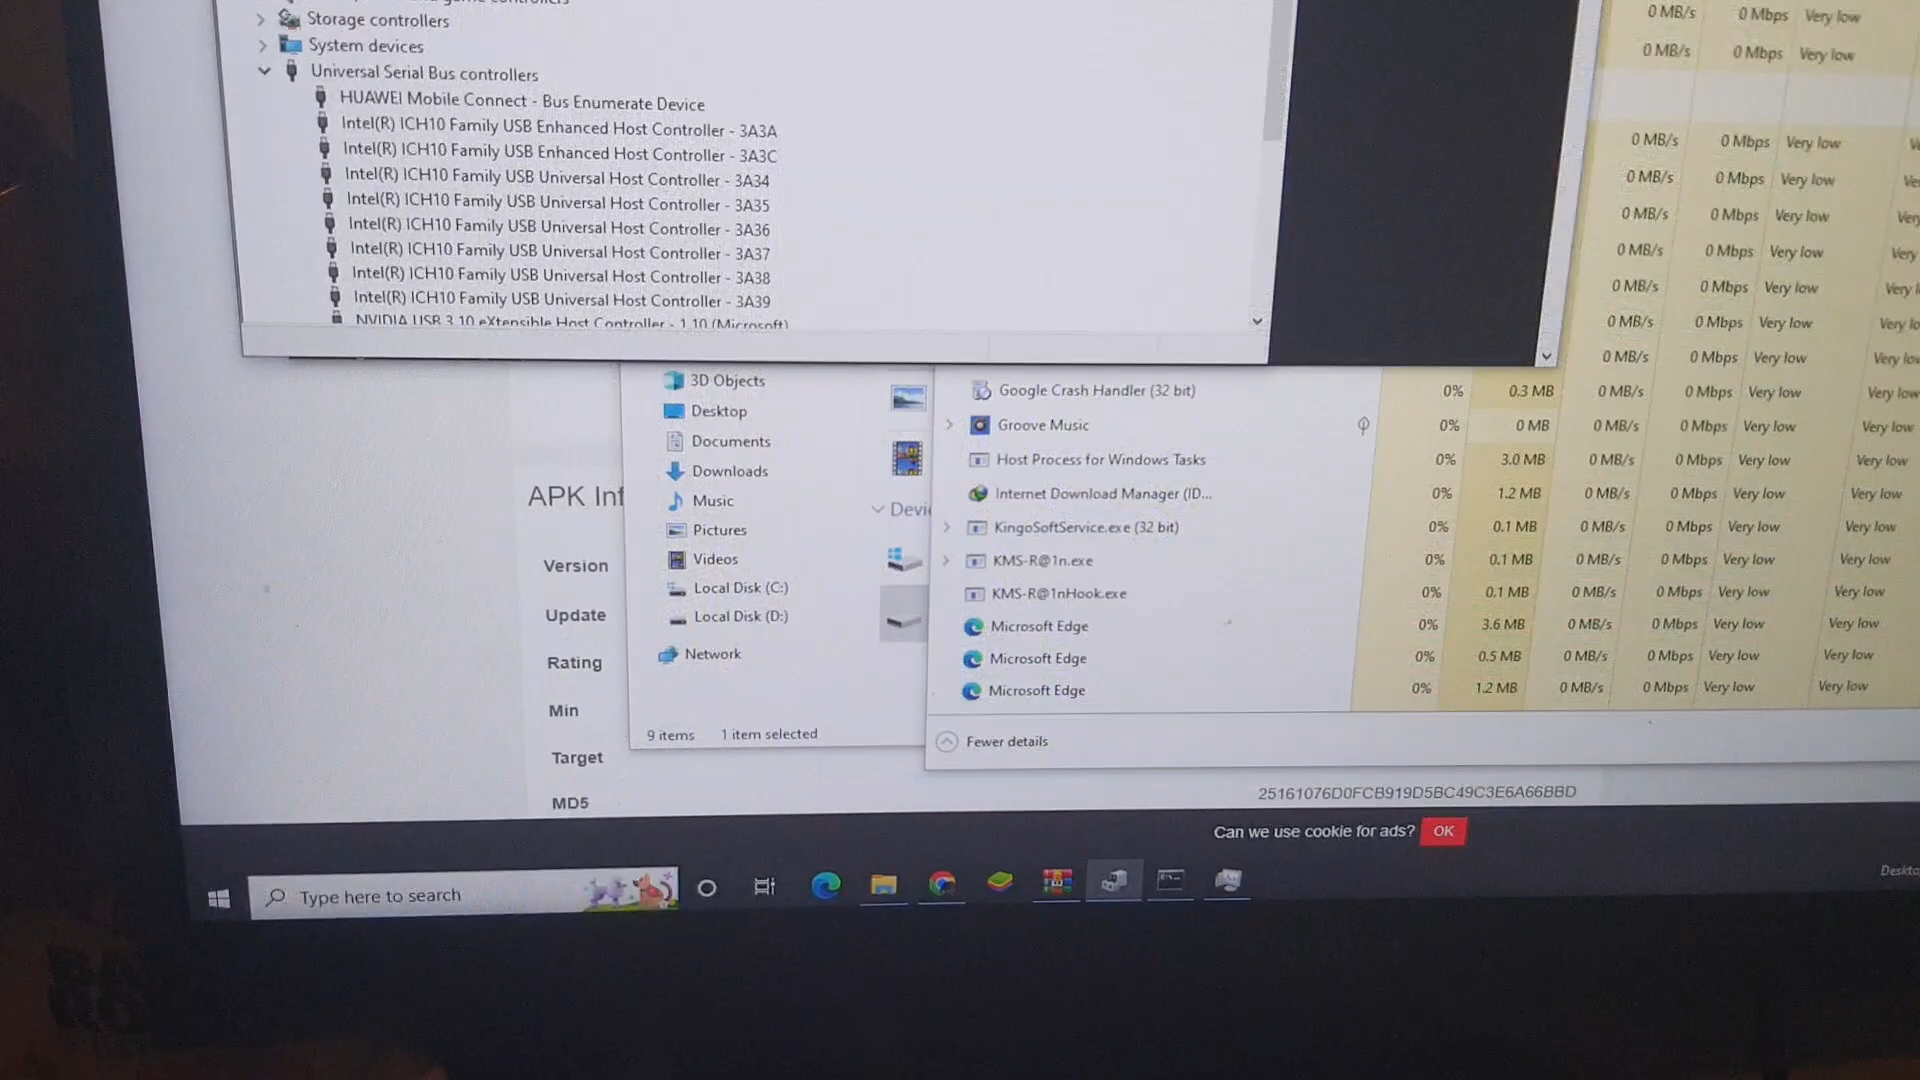 Storage controllers
System devices
Universal Serial Bus controllers
HUAWEI Mobile Connect - Bus Enumerate Device
Intel(R) ICH10 Family USB Enhanced Host Controller - 3A3A
Intel(R) ICH10 Family USB Enhanced Host Controller - 3A3C
Intel(R) ICH10 Family USB Universal Host Controller - 3A34
Intel(R) ICH10 Family USB Universal Host Controller - 3A35
Intel(R) ICH10 Family USB Universal Host Controller - 3A36
Intel(R) ICH10 Family USB Universal Host Controller - 3A37
Intel(R) ICH10 Family USB Universal Host Controller - 3A38
Intel(R) ICH10 Family USB Universal Host Controller - 3A39
NVIDIA USB 3.10 eXtensible Host Controller - 1.10 (Microsoft)
0 MB/s 0 Mbps Very low
0 MB/s 0 Mbps Very low
0 MB/s 0 Mbps Very low
0 MB/s 0 Mbps Very low
0 MB/s 0 Mbps Very low
0 MB/s 0 Mbps Very low Very
0 MB/s 0 Mbps Very low
0 MB/s 0 Mbps Very low Very lo
0 MB/s 0 Mbps Very low Very lo
APK Inf
Version
Update
Rating
Min
Target
MD5
3D Objects
Desktop
Documents
Downloads
Music
Pictures
Videos
Local Disk (C:)
Local Disk (D:)
Network
Devi
9 items 1 item selected
Google Crash Handler (32 bit) 0% 0.3 MB 0 MB/s 0 Mbps Very low Very low
Groove Music 0% 0 MB 0 MB/s 0 Mbps Very low Very low
Host Process for Windows Tasks 0% 3.0 MB 0 MB/s 0 Mbps Very low Very low
Internet Download Manager (ID... 0% 1.2 MB 0 MB/s 0 Mbps Very low Very low
KingoSoftService.exe (32 bit) 0% 0.1 MB 0 MB/s 0 Mbps Very low Very low
KMS-R@1n.exe 0% 0.1 MB 0 MB/s 0 Mbps Very low Very low
KMS-R@1nHook.exe 0% 0.1 MB 0 MB/s 0 Mbps Very low Very low
Microsoft Edge 0% 3.6 MB 0 MB/s 0 Mbps Very low Very low
Microsoft Edge 0% 0.5 MB 0 MB/s 0 Mbps Very low Very low
Microsoft Edge 0% 1.2 MB 0 MB/s 0 Mbps Very low Very low
Fewer details
25161076D0FCB919D5BC49C3E6A66BBD
Can we use cookie for ads? OK
Type here to search
Deskto